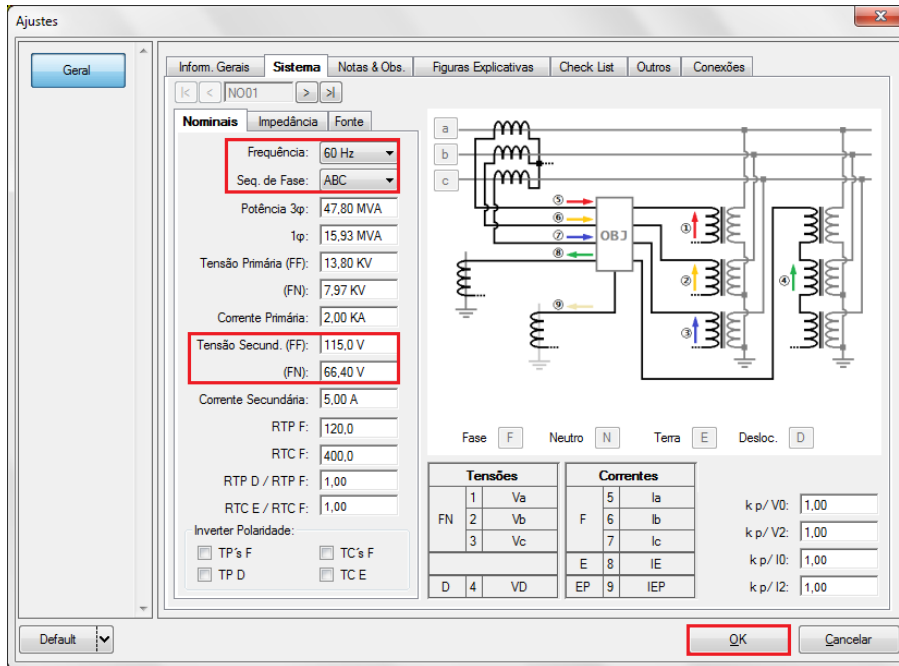 Ajustes
Geral
Inform. Gerais Sistema Notas & Obs. Figuras Explicativas Check List Outros Conexões
|< < NO01 > >|
Nominais Impedância Fonte
Frequência: 60 Hz
Seq. de Fase: ABC
Potência 3φ: 47,80 MVA
1φ: 15,93 MVA
Tensão Primária (FF): 13,80 KV
(FN): 7,97 KV
Corrente Primária: 2,00 KA
Tensão Secund. (FF): 115,0 V
(FN): 66,40 V
Corrente Secundária: 5,00 A
RTP F: 120,0
RTC F: 400,0
RTP D / RTP F: 1,00
RTC E / RTC F: 1,00
Inverter Polaridade:
TP´s F TC´s F
TP D TC E
a
b
c
⑤
⑥
⑦ OBJ
⑧
⑨
①
②
③
④
Fase F Neutro N Terra E Desloc. D
Tensões
FN 1 Va
2 Vb
3 Vc
D 4 VD
Correntes
F 5 Ia
6 Ib
7 Ic
E 8 IE
EP 9 IEP
k p/ V0: 1,00
k p/ V2: 1,00
k p/ I0: 1,00
k p/ I2: 1,00
Default
OK
Cancelar